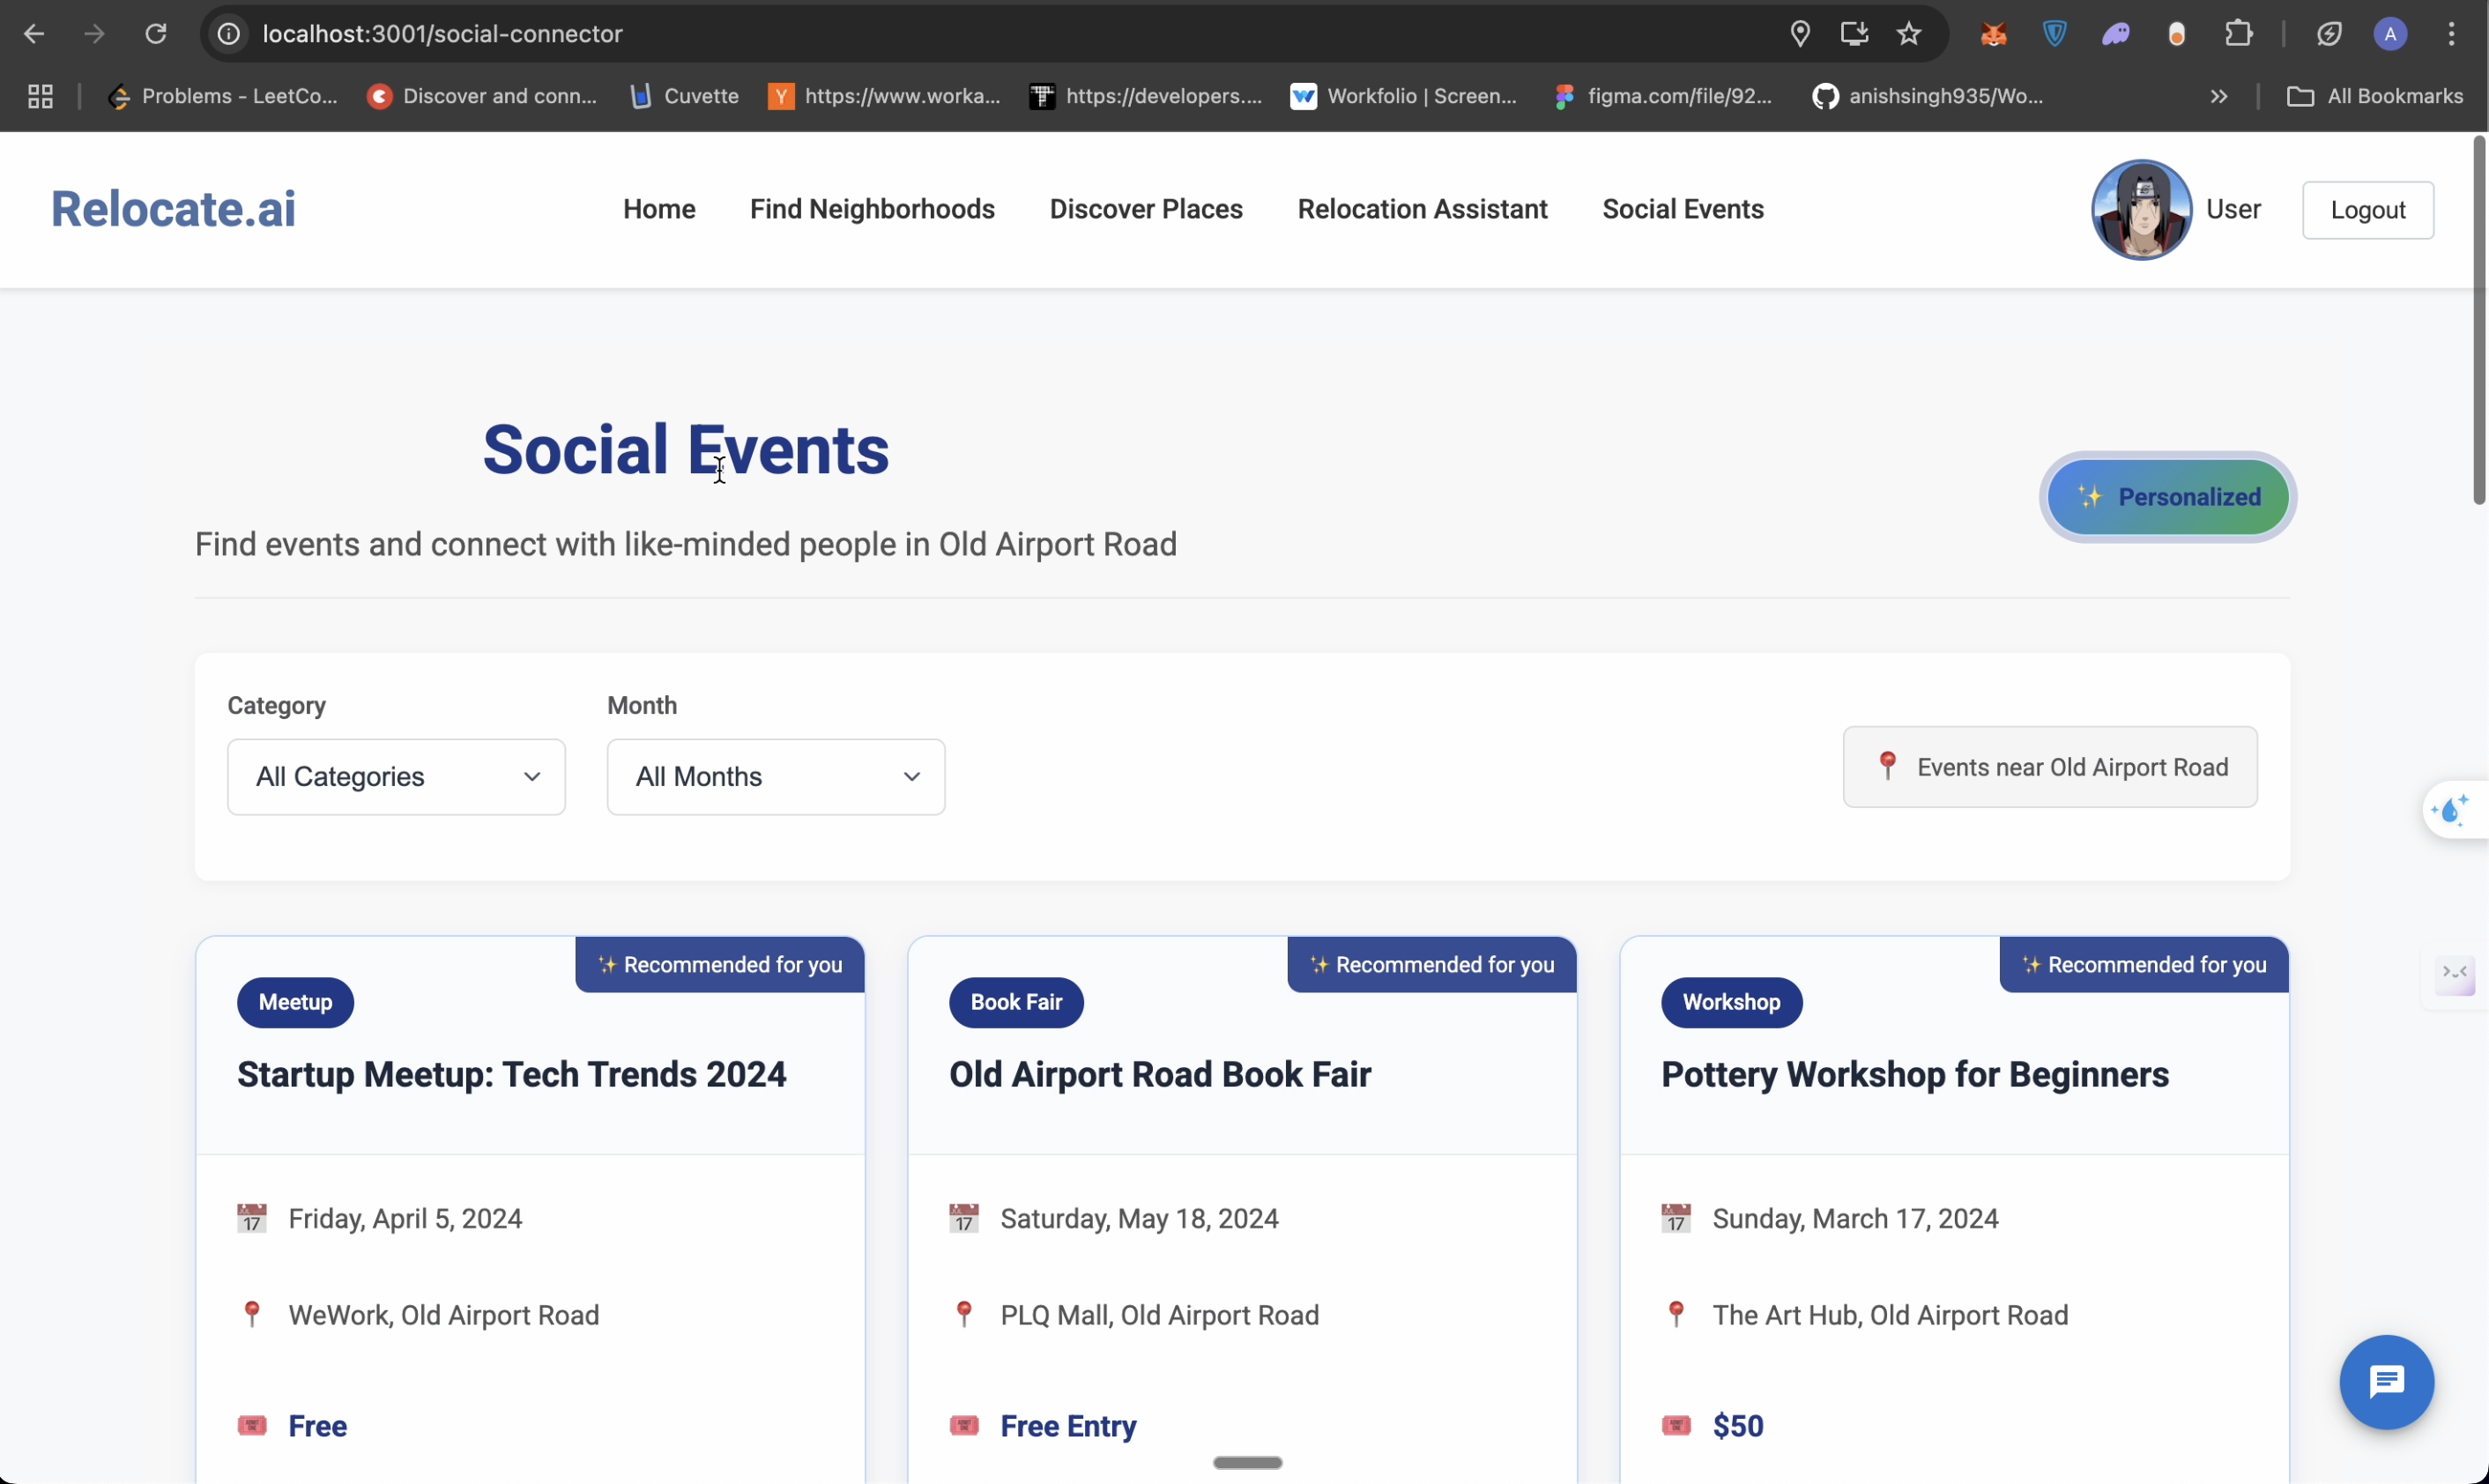 localhost:3001/social-connector
Problems - LeetCo...
Discover and conn...
Cuvette
https://www.worka...
https://developers....
Workfolio | Screen...
figma.com/file/92...
anishsingh935/Wo...
All Bookmarks
A
Relocate.ai
Home
Find Neighborhoods
Discover Places
Relocation Assistant
Social Events
User
Logout
Social Events
✨ Personalized
Find events and connect with like-minded people in Old Airport Road
Category
Month
All Categories
All Months
📍 Events near Old Airport Road
✨ Recommended for you
Meetup
Startup Meetup: Tech Trends 2024
17 Friday, April 5, 2024
📍 WeWork, Old Airport Road
Free
✨ Recommended for you
Book Fair
Old Airport Road Book Fair
17 Saturday, May 18, 2024
📍 PLQ Mall, Old Airport Road
Free Entry
✨ Recommended for you
Workshop
Pottery Workshop for Beginners
17 Sunday, March 17, 2024
📍 The Art Hub, Old Airport Road
$50